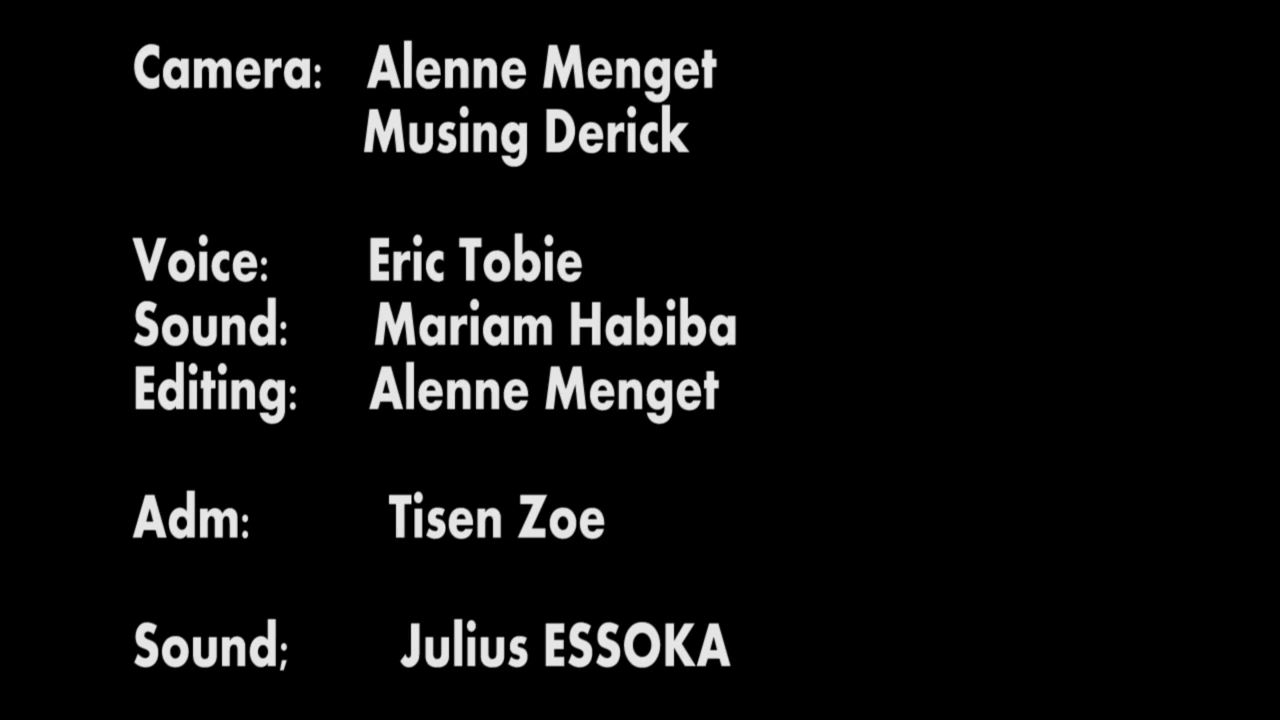 Camera: Alenne Menget
Musing Derick
Voice: Eric Tobie
Sound: Mariam Habiba
Editing: Alenne Menget
Adm: Tisen Zoe
Sound; Julius ESSOKA